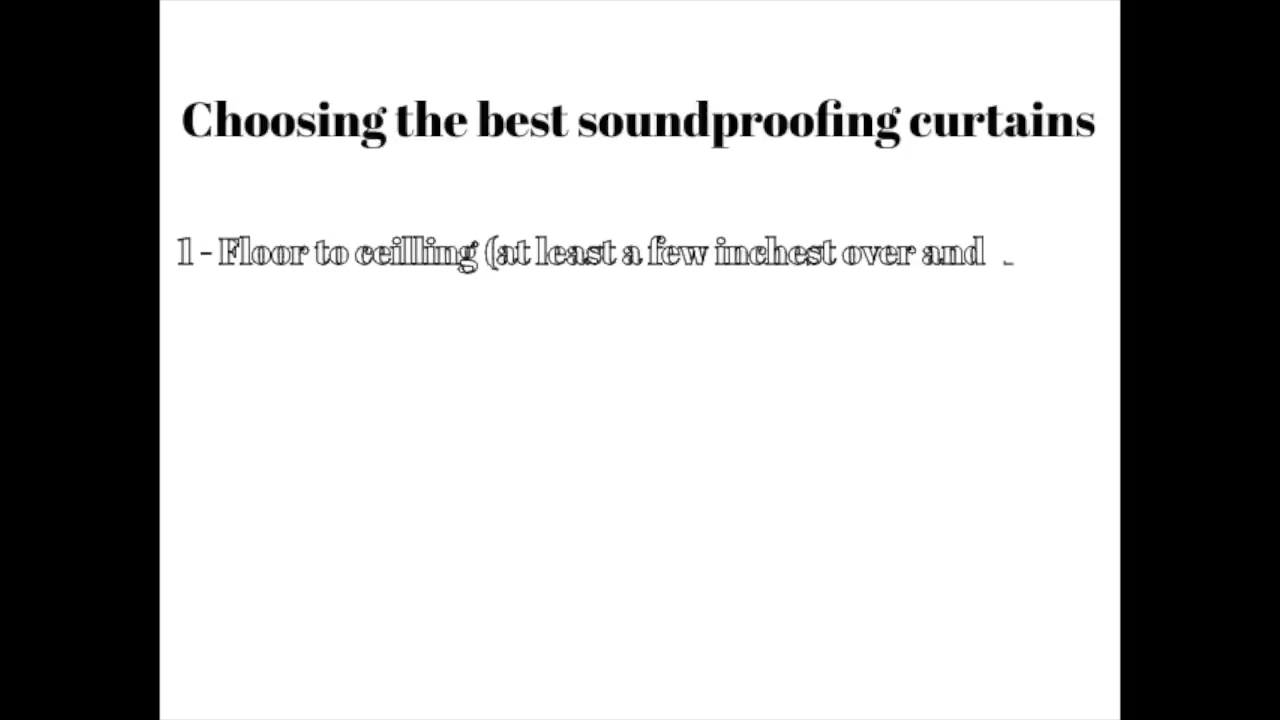 Choosing the best soundproofing curtains
1 - Floor to ceilling (at least a few inchest over and